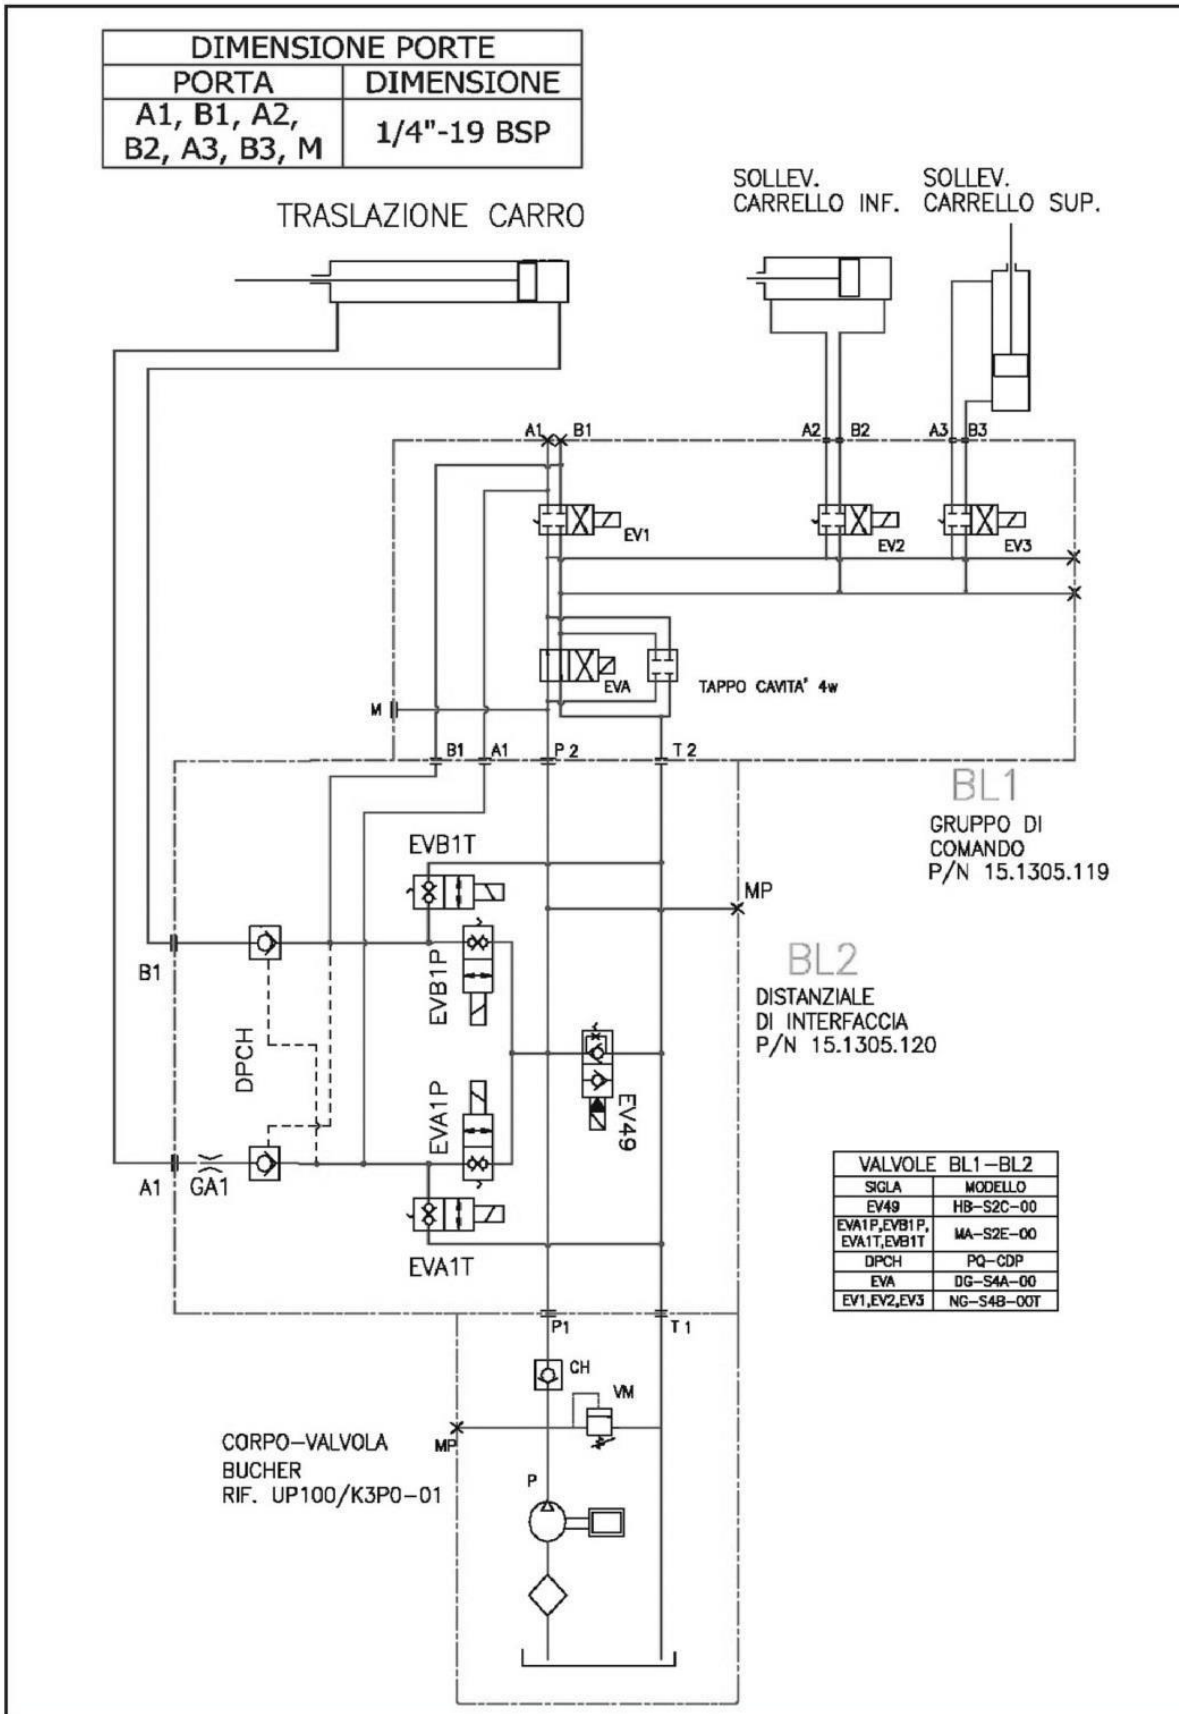 DIMENSIONE PORTE
PORTA DIMENSIONE
A1, B1, A2,
B2, A3, B3, M
1/4"-19 BSP
TRASLAZIONE CARRO
SOLLEV.
CARRELLO INF.
SOLLEV.
CARRELLO SUP.
A1 B1 A2 B2 A3 B3
EV1 EV2 EV3
EVA TAPPO CAVITA' 4w
M
B1 A1 P2 T2
BL1
GRUPPO DI
COMANDO
P/N 15.1305.119
EVB1T
MP
B1
EVB1P
BL2
DISTANZIALE
DI INTERFACCIA
P/N 15.1305.120
DPCH
EVA1P
EV49
A1 GA1
EVA1T
VALVOLE BL1-BL2
SIGLA MODELLO
EV49 HB-S2C-00
EVA1P,EVB1P,
EVA1T,EVB1T
MA-S2E-00
DPCH PQ-CDP
EVA DG-S4A-00
EV1,EV2,EV3 NG-S4B-00T
P1 T1
CH
VM
MP
CORPO-VALVOLA
BUCHER
RIF. UP100/K3P0-01
P